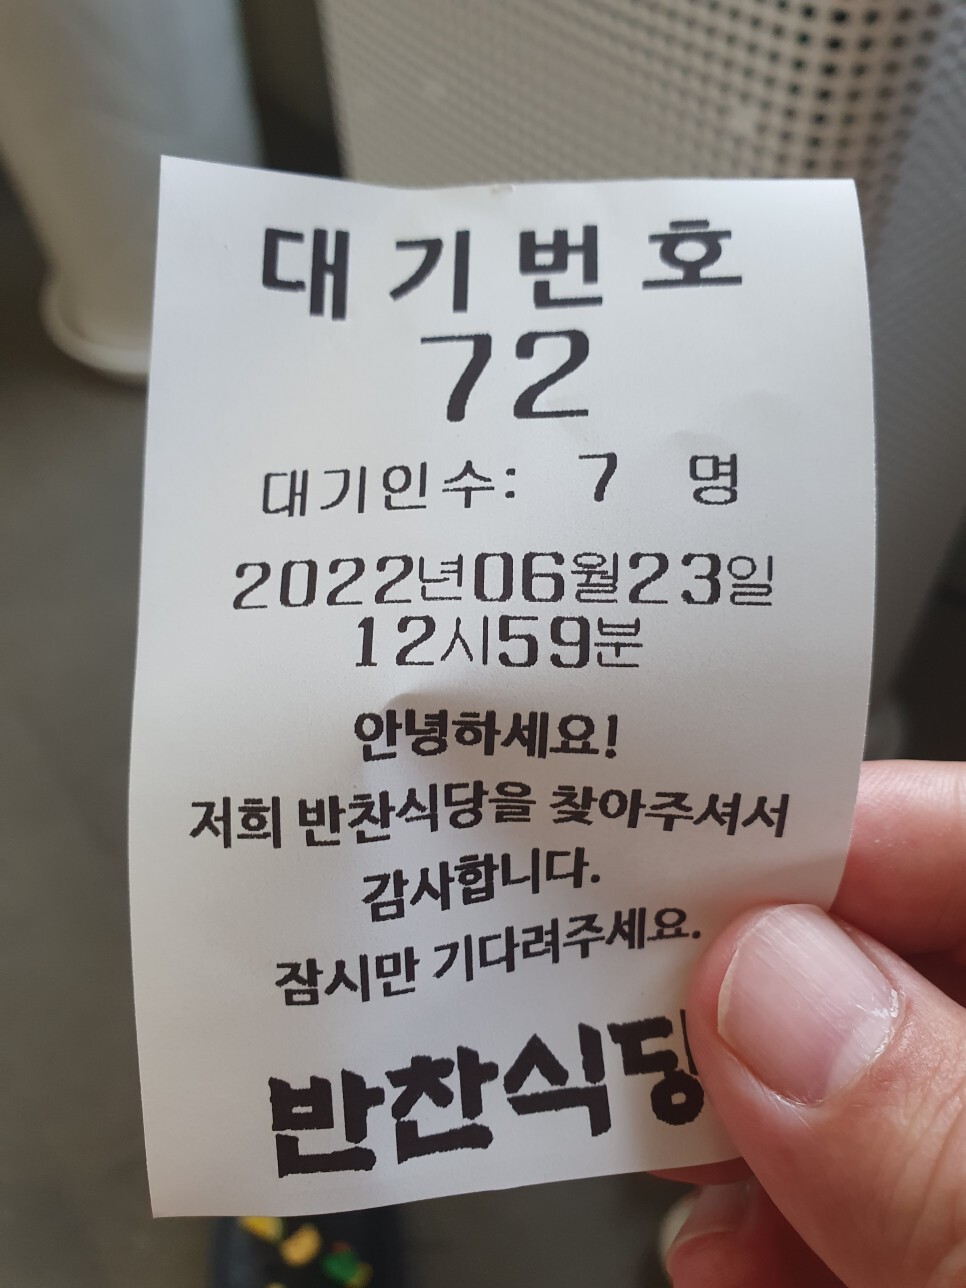 대기번호
72
대기인수: 7 명
2022년06월23일
12시59분
안녕하세요!
저희 반찬식당을 찾아주셔서
감사합니다.
잠시만 기다려주세요.
반찬식당